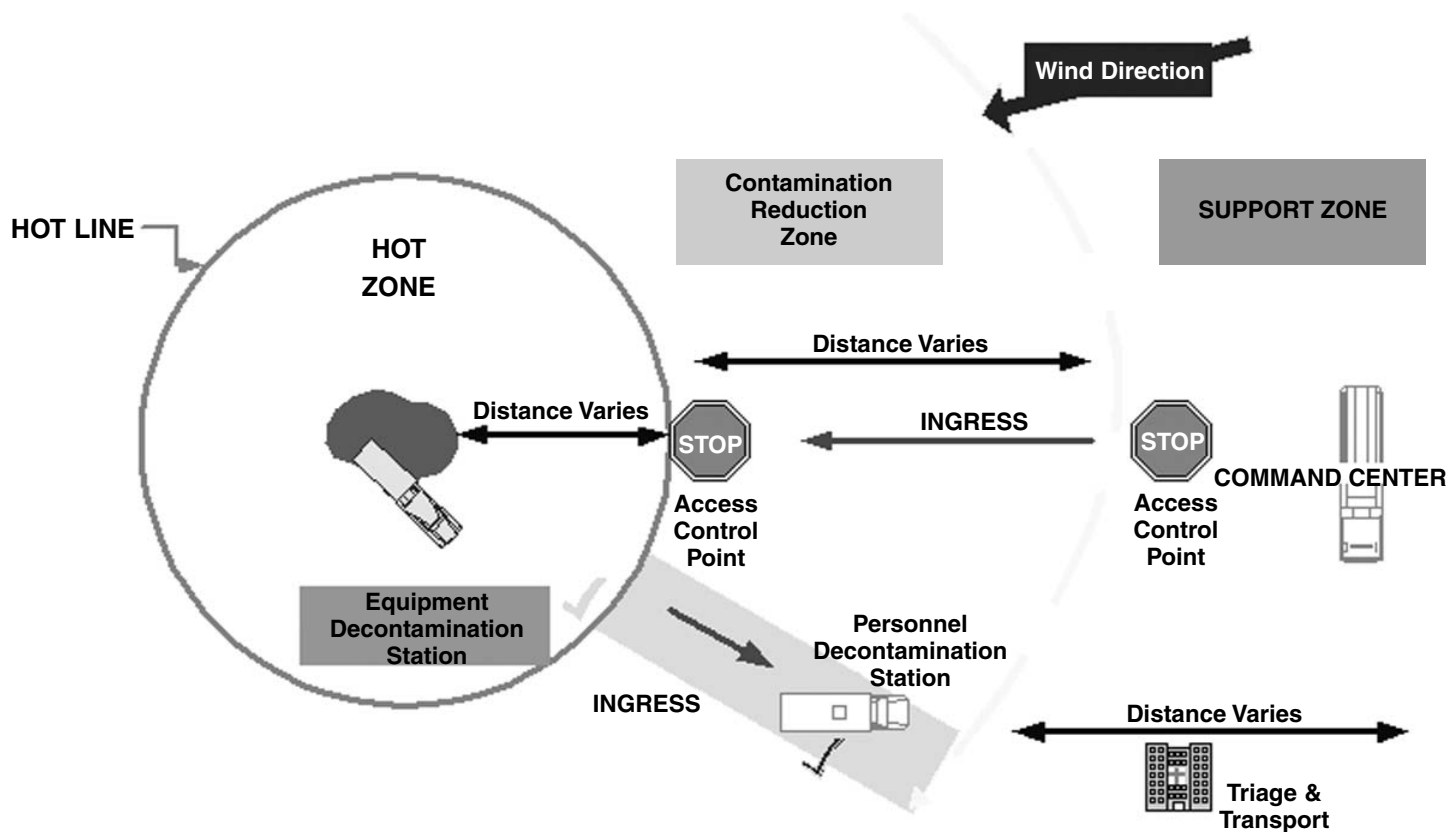 Wind Direction
Contamination
Reduction
Zone
SUPPORT ZONE
HOT LINE
HOT
ZONE
Distance Varies
Distance Varies
INGRESS
STOP
STOP
COMMAND CENTER
Access
Control
Point
Access
Control
Point
Equipment
Decontamination
Station
Personnel
Decontamination
Station
INGRESS
Distance Varies
Triage &
Transport